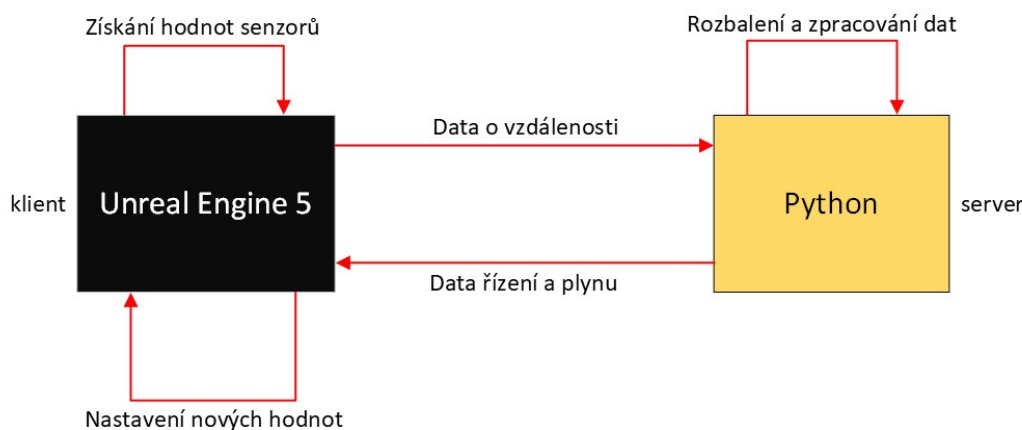 Získání hodnot senzorů
Rozbalení a zpracování dat
Data o vzdálenosti
klient
Unreal Engine 5
Python
server
Data řízení a plynu
Nastavení nových hodnot